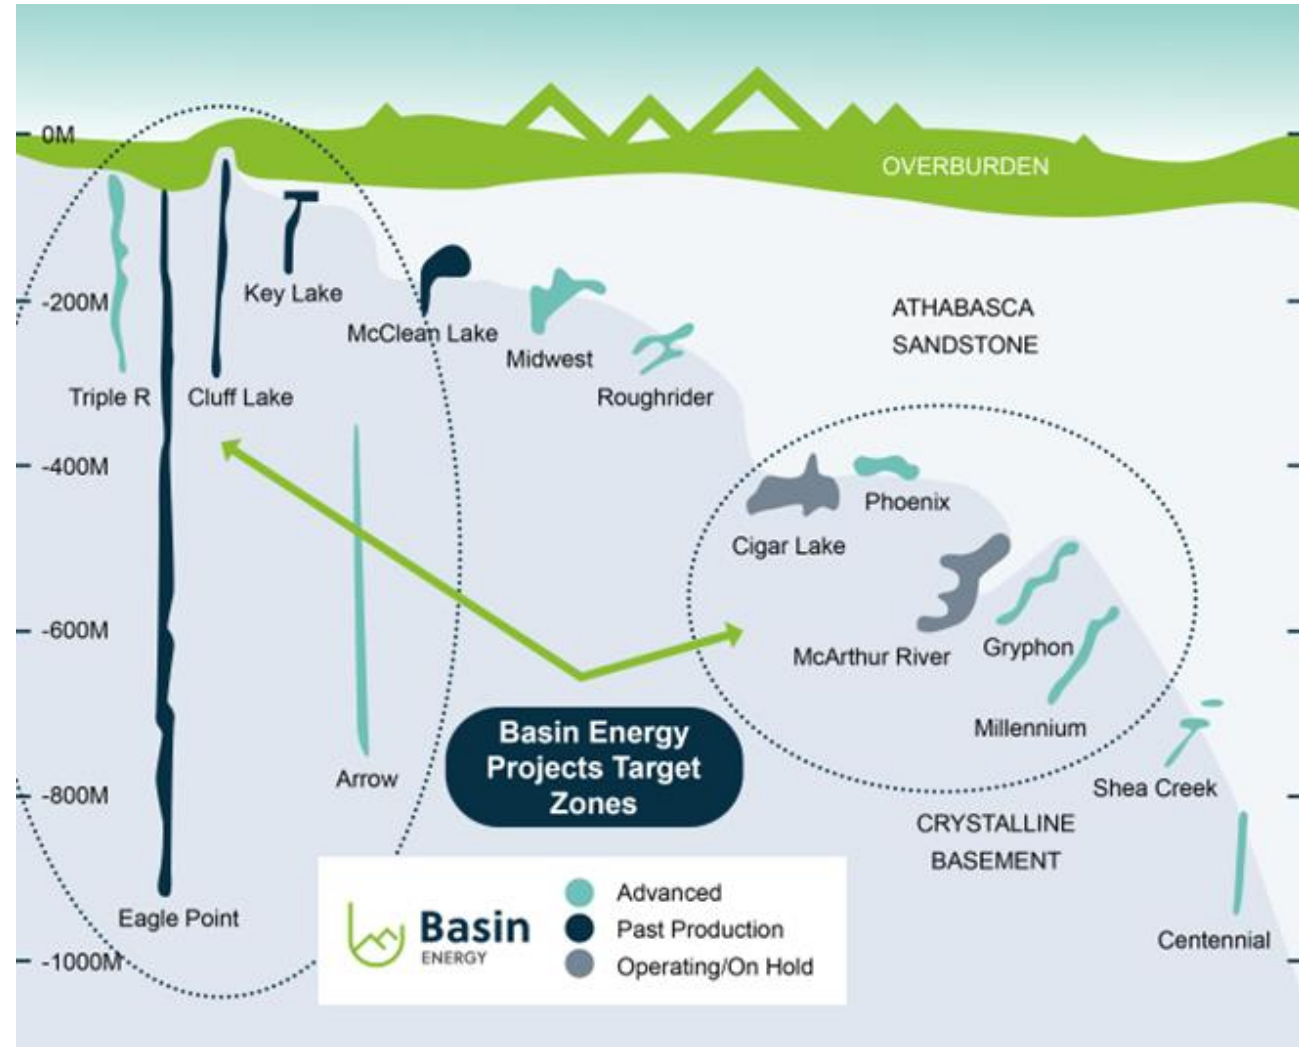 0M
OVERBURDEN
Key Lake
-200M
ATHABASCA
SANDSTONE
McClean Lake
Midwest
Triple R
Cluff Lake
Roughrider
-400M
Phoenix
Cigar Lake
-600M
McArthur River
Gryphon
Millennium
Basin Energy
Projects Target
Zones
Arrow
-800M
Shea Creek
CRYSTALLINE
BASEMENT
Eagle Point
Basin
ENERGY
Advanced
Past Production
Operating/On Hold
Centennial
-1000M